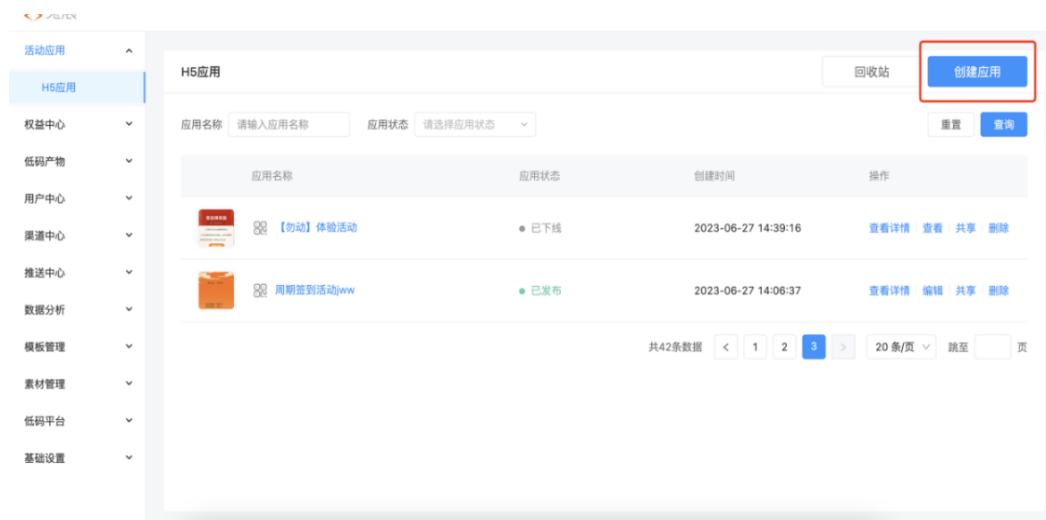 活动应用
H5应用
权益中心
低码产物
用户中心
渠道中心
推送中心
数据分析
模板管理
素材管理
低码平台
基础设置
H5应用 回收站 创建应用
应用名称 请输入应用名称 应用状态 请选择应用状态 重置 查询
应用名称 应用状态 创建时间 操作
【勿动】体验活动 已下线 2023-06-27 14:39:16 查看详情 查看 共享 删除
周期签到活动jww 已发布 2023-06-27 14:06:37 查看详情 编辑 共享 删除
共42条数据 < 1 2 3 > 20 条/页 跳至 页